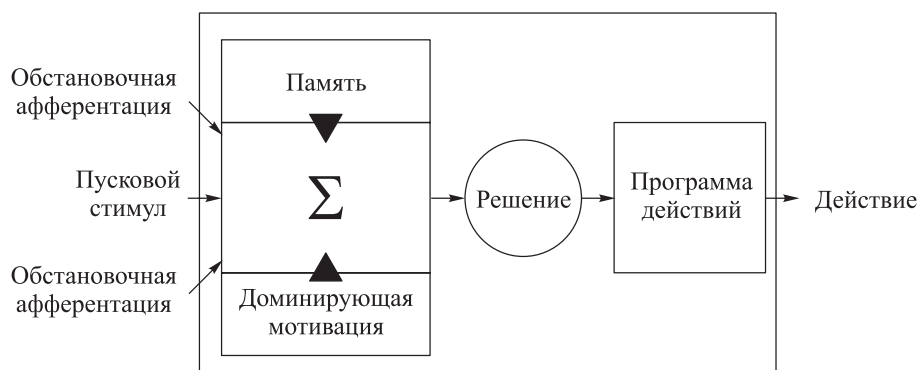 Обстановочная
афферентация
Память
Пусковой
стимул
Σ
Решение
Программа
действий
Действие
Обстановочная
афферентация
Доминирующая
мотивация